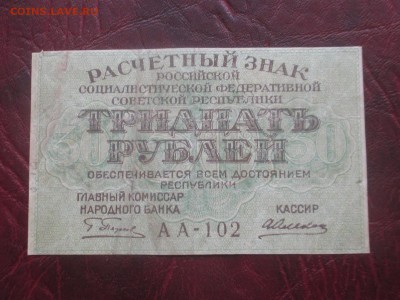 COINS.LAVE.RU
РАСЧЕТНЫЙ ЗНАК
РОССИЙСКОЙ
СОЦИАЛИСТИЧЕСКОЙ ФЕДЕРАТИВНОЙ
СОВЕТСКОЙ РЕСПУБЛИКИ
ТРИДЦАТЬ
РУБЛЕЙ
ОБЕСПЕЧИВАЕТСЯ ВСЕМ ДОСТОЯНИЕМ
РЕСПУБЛИКИ
ГЛАВНЫЙ КОМИССАР
НАРОДНОГО БАНКА
КАССИР
АА-102